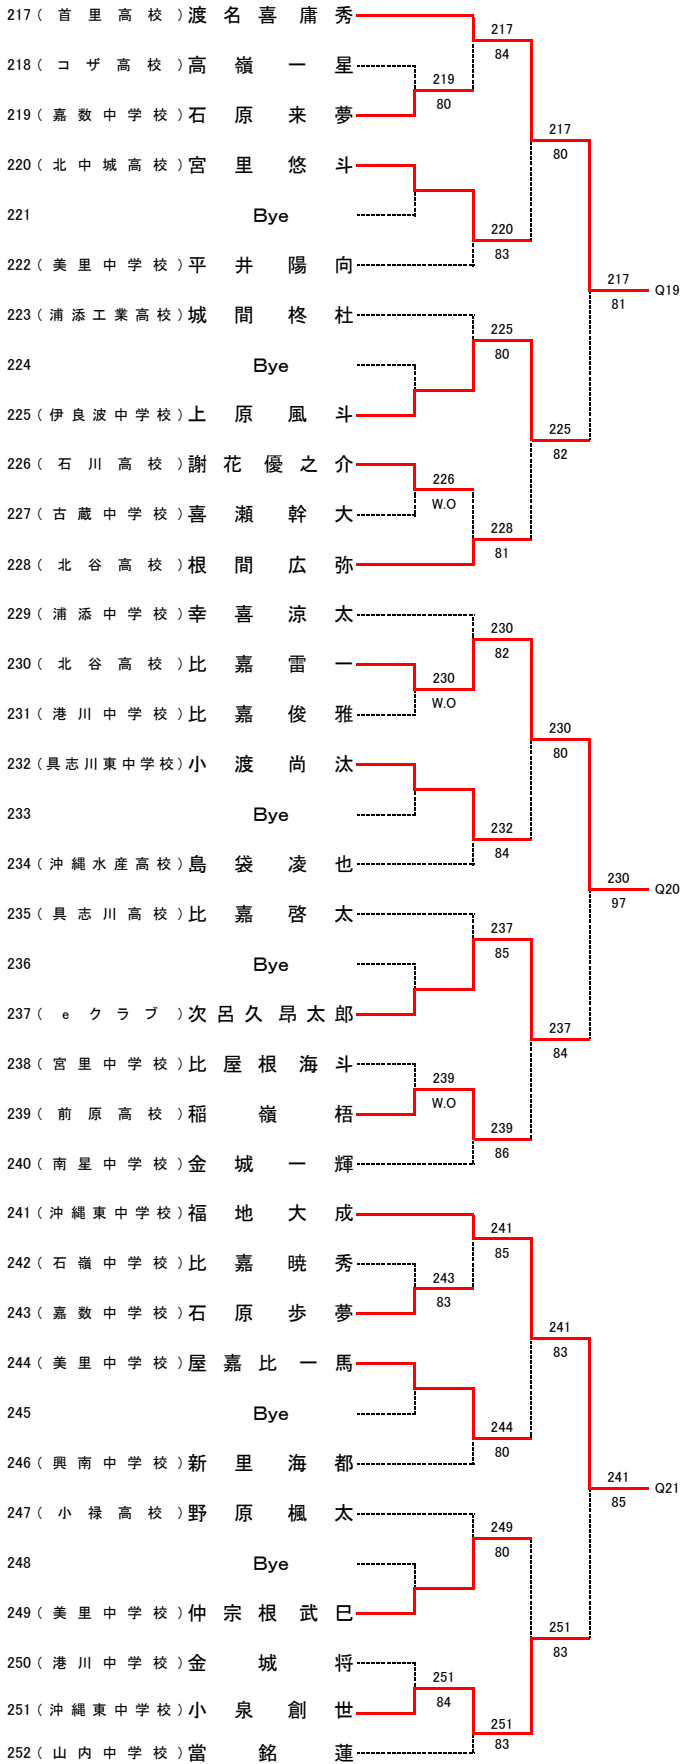 217 ( 首里高校 ) 渡名喜庸秀
217
84
218 ( コザ高校 ) 高嶺一星
219
80
219 ( 嘉数中学校 ) 石原来夢
217
80
220 ( 北中城高校 ) 宮里悠斗
221 Bye
220
83
222 ( 美里中学校 ) 平井陽向
217
81
Q19
223 ( 浦添工業高校 ) 城間柊杜
225
80
224 Bye
225 ( 伊良波中学校 ) 上原風斗
225
82
226 ( 石川高校 ) 謝花優之介
226
W.O
227 ( 古蔵中学校 ) 喜瀬幹大
228
81
228 ( 北谷高校 ) 根間広弥
229 ( 浦添中学校 ) 幸喜涼太
230
82
230 ( 北谷高校 ) 比嘉雷一
230
W.O
231 ( 港川中学校 ) 比嘉俊雅
230
80
232 ( 具志川東中学校 ) 小渡尚汰
233 Bye
232
84
234 ( 沖縄水産高校 ) 島袋凌也
230
97
Q20
235 ( 具志川高校 ) 比嘉啓太
237
85
236 Bye
237 ( eクラブ ) 次呂久昂太郎
237
84
238 ( 宮里中学校 ) 比屋根海斗
239
W.O
239 ( 前原高校 ) 稲嶺梧
239
86
240 ( 南星中学校 ) 金城一輝
241 ( 沖縄東中学校 ) 福地大成
241
85
242 ( 石嶺中学校 ) 比嘉暁秀
243
83
243 ( 嘉数中学校 ) 石原歩夢
241
83
244 ( 美里中学校 ) 屋嘉比一馬
245 Bye
244
80
246 ( 興南中学校 ) 新里海都
241
85
Q21
247 ( 小禄高校 ) 野原楓太
249
80
248 Bye
249 ( 美里中学校 ) 仲宗根武巳
251
83
250 ( 港川中学校 ) 金城将
251
84
251 ( 沖縄東中学校 ) 小泉創世
251
83
252 ( 山内中学校 ) 當銘蓮